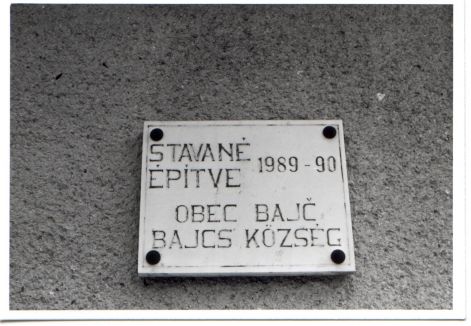 STAVANÉ
ÉPÍTVE 1989-90
OBEC BAJČ
BAJCS KÖZSÉG